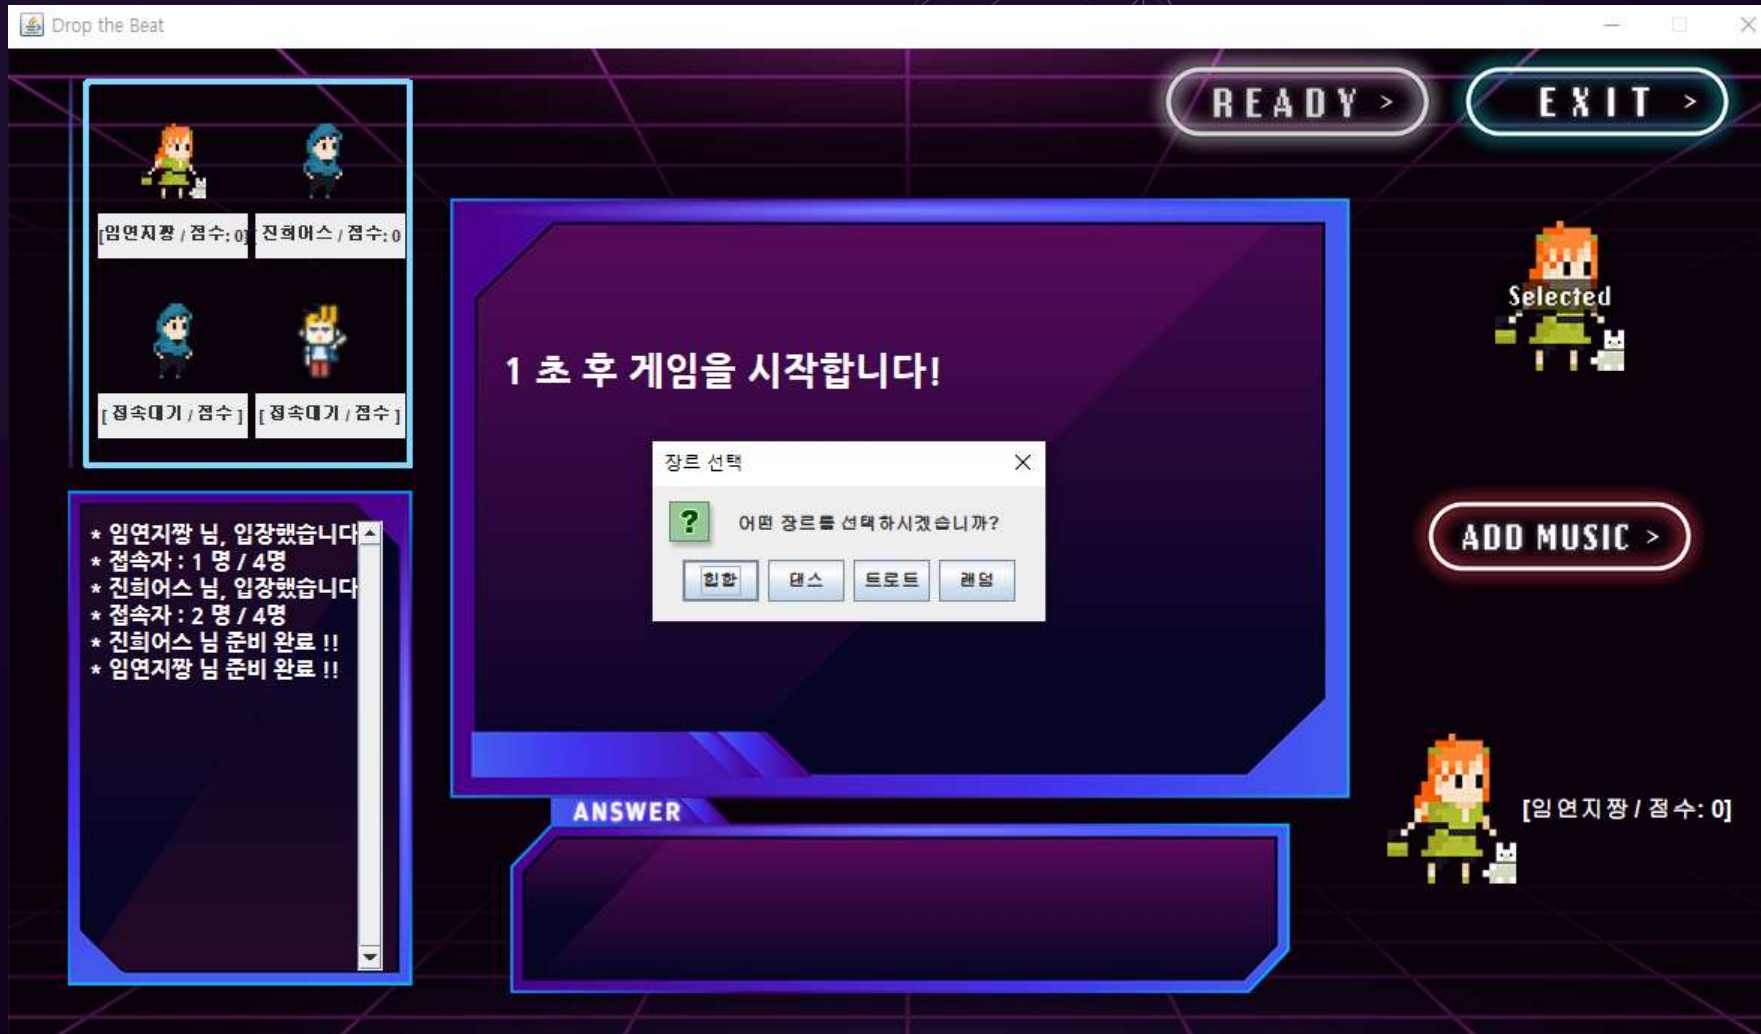 Drop the Beat
READY >
EXIT >
[임연지짱 / 점수: 0]
진희어스 / 점수: 0
[ 접속대기 / 점수 ]
[ 접속대기 / 점수 ]
* 임연지짱 님, 입장했습니다
* 접속자 : 1 명 / 4명
* 진희어스 님, 입장했습니다
* 접속자 : 2 명 / 4명
* 진희어스 님 준비 완료 !!
* 임연지짱 님 준비 완료 !!
1 초 후 게임을 시작합니다!
장르 선택
?
어떤 장르를 선택하시겠습니까?
힙합
댄스
트로트
랜덤
ANSWER
Selected
ADD MUSIC >
[임연지짱 / 점수: 0]